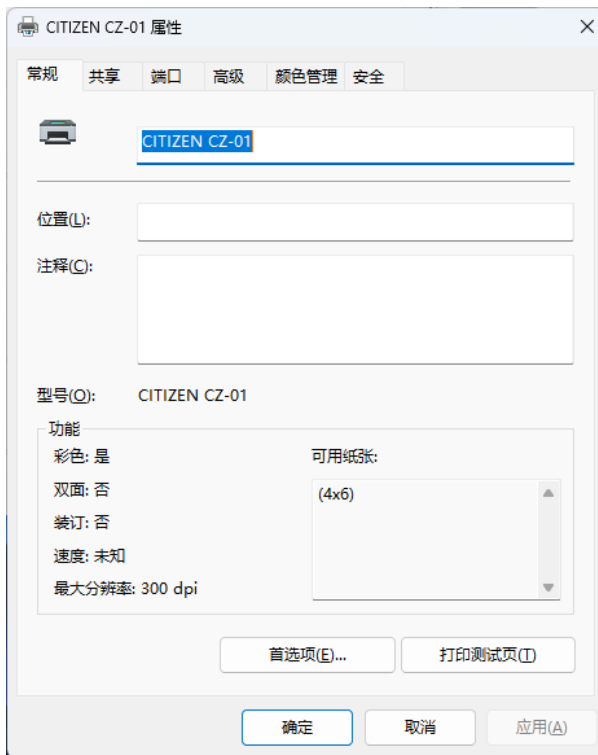 CITIZEN CZ-01 属性
常规 共享 端口 高级 颜色管理 安全
CITIZEN CZ-01
位置(L):
注释(C):
型号(O): CITIZEN CZ-01
功能
彩色: 是 可用纸张:
双面: 否 (4x6)
装订: 否
速度: 未知
最大分辨率: 300 dpi
首选项(E)... 打印测试页(T)
确定 取消 应用(A)